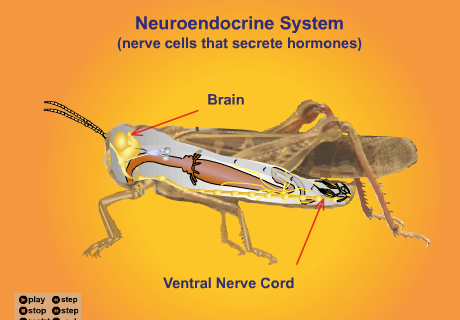 Neuroendocrine System
(nerve cells that secrete hormones)
Brain
Ventral Nerve Cord
play step
stop step